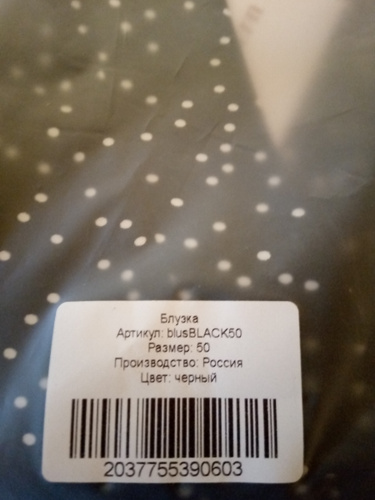 Блузка
Артикул: blusBLACK50
Размер: 50
Производство: Россия
Цвет: черный
2037755390603